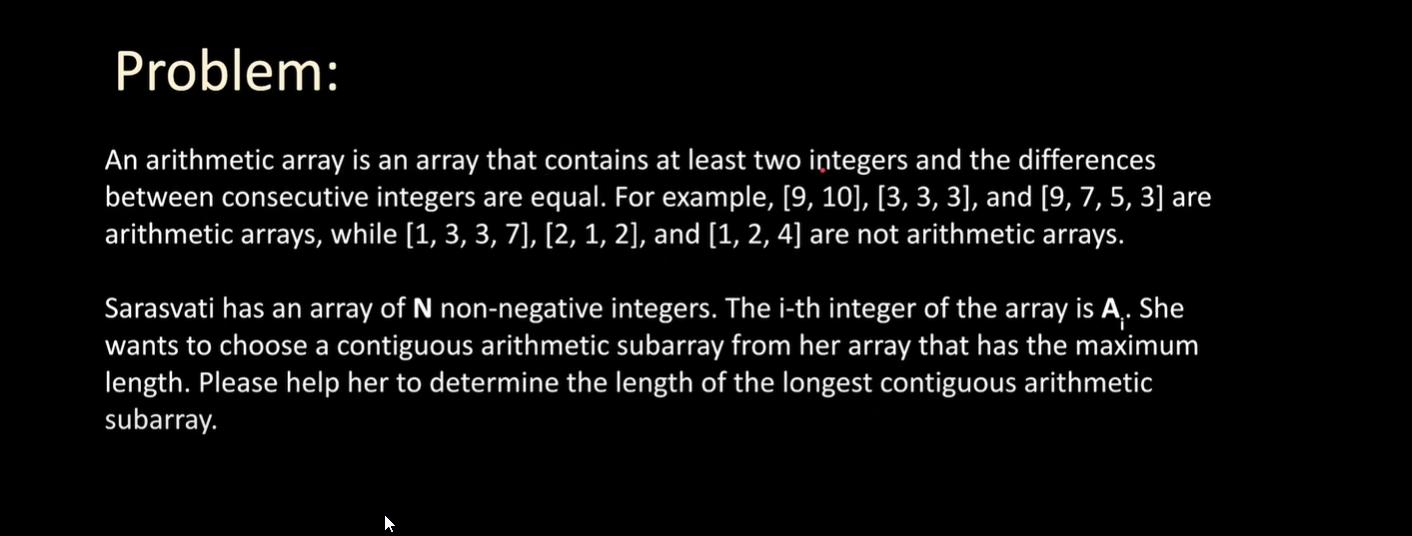 Problem:
An arithmetic array is an array that contains at least two integers and the differences
between consecutive integers are equal. For example, [9, 10], [3, 3, 3], and [9, 7, 5, 3] are
arithmetic arrays, while [1, 3, 3, 7], [2, 1, 2], and [1, 2, 4] are not arithmetic arrays.
Sarasvati has an array of N non-negative integers. The i-th integer of the array is Ai. She
wants to choose a contiguous arithmetic subarray from her array that has the maximum
length. Please help her to determine the length of the longest contiguous arithmetic
subarray.